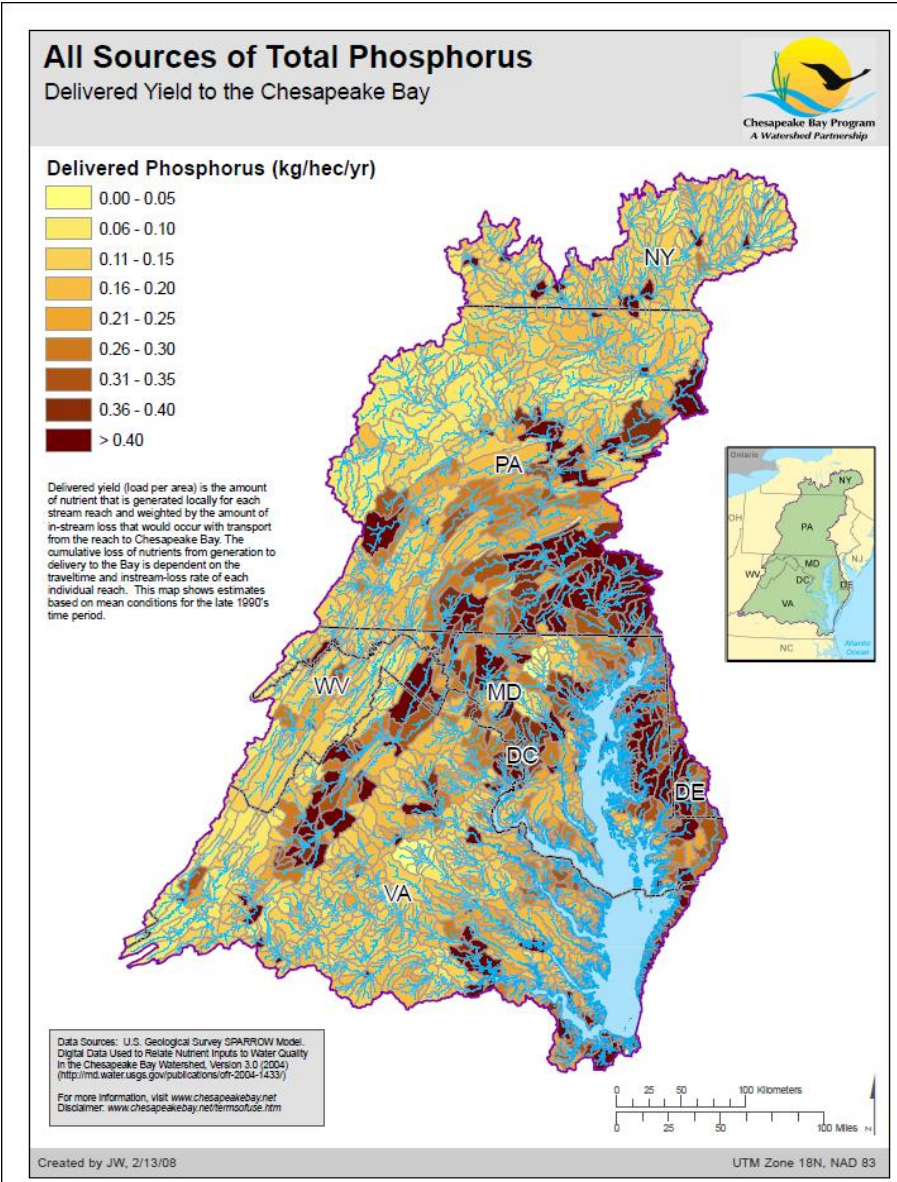 All Sources of Total Phosphorus
Delivered Yield to the Chesapeake Bay
Chesapeake Bay Program
A Watershed Partnership
Delivered Phosphorus (kg/hec/yr)
0.00 - 0.05
0.06 - 0.10
0.11 - 0.15
0.16 - 0.20
0.21 - 0.25
0.26 - 0.30
0.31 - 0.35
0.36 - 0.40
> 0.40
Delivered yield (load per area) is the amount
of nutrient that is generated locally for each
stream reach and weighted by the amount of
in-stream loss that would occur with transport
from the reach to Chesapeake Bay. The
cumulative loss of nutrients from generation to
delivery to the Bay is dependent on the
traveltime and instream-loss rate of each
individual reach. This map shows estimates
based on mean conditions for the late 1990's
time period.
NY
PA
WV
MD
DC
DE
VA
Ontario
NY
OH
PA
NJ
MD
WV
DC
DE
VA
NC
Atlantic
Ocean
Data Sources: U.S. Geological Survey SPARROW Model.
Digital Data Used to Relate Nutrient Inputs to Water Quality
in the Chesapeake Bay Watershed, Version 3.0 (2004)
(http://md.water.usgs.gov/publications/ofr-2004-1433/)
For more information, visit www.chesapeakebay.net
Disclaimer: www.chesapeakebay.net/termsofuse.htm
0 25 50 100 Kilometers
0 25 50 100 Miles
N
Created by JW, 2/13/08
UTM Zone 18N, NAD 83